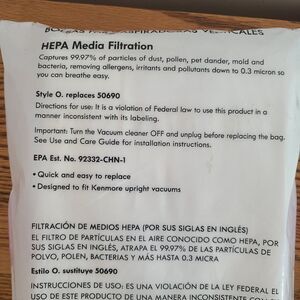 BOLSAS PARA ASPIRADORAS VERTICALES
HEPA Media Filtration
Captures 99.97% of particles of dust, pollen, pet dander, mold and
bacteria, removing allergens, irritants and pollutants down to 0.3 micron so
you can breathe easy.
Style O. replaces 50690
Directions for use: It is a violation of Federal law to use this product in a
manner inconsistent with its labeling.
Important: Turn the Vacuum cleaner OFF and unplug before replacing the bag.
See Use and Care Guide for installation instructions.
EPA Est. No. 92332-CHN-1
• Quick and easy to replace
• Designed to fit Kenmore upright vacuums
FILTRACIÓN DE MEDIOS HEPA (POR SUS SIGLAS EN INGLÉS)
EL FILTRO DE PARTÍCULAS EN EL AIRE CONOCIDO COMO HEPA, POR
SUS SIGLAS EN INGLÉS, ATRAPA EL 99.97% DE LAS PARTÍCULAS DE
POLVO, POLEN, BACTERIAS Y MÁS HASTA 0.3 MICRA
Estilo O. sustituye 50690
INSTRUCCIONES DE USO: ES UNA VIOLACIÓN DE LA LEY FEDERAL EL
USO DE ESTE PRODUCTO DE UNA MANERA INCONSISTENTE